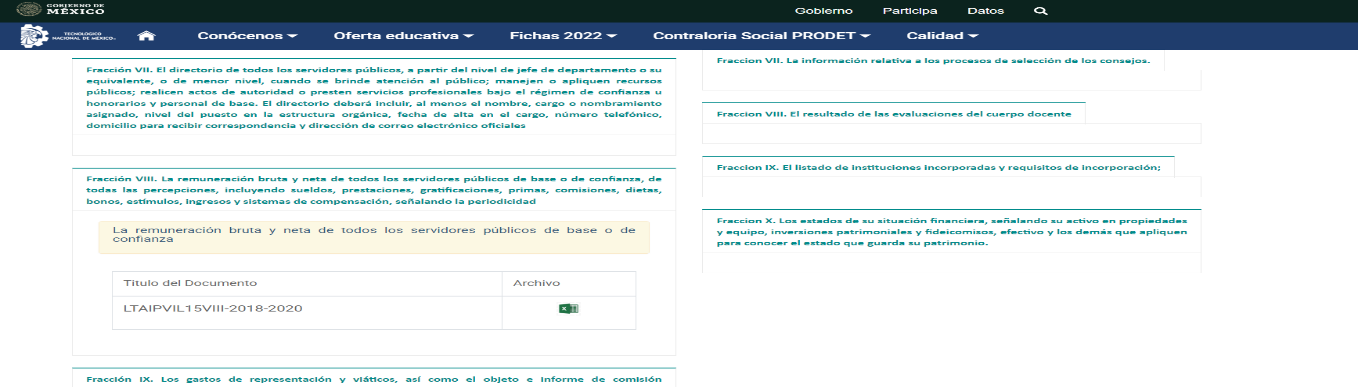 GOBIERNO DE
MÉXICO
Gobierno Participa Datos
TECNOLÓGICO
NACIONAL DE MÉXICO
Conócenos Oferta educativa Fichas 2022 Contraloria Social PRODET Calidad
Fracción VII. El directorio de todos los servidores públicos, a partir del nivel de jefe de departamento o su
equivalente, o de menor nivel, cuando se brinde atención al público; manejen o apliquen recursos
públicos; realicen actos de autoridad o presten servicios profesionales bajo el régimen de confianza u
honorarios y personal de base. El directorio deberá incluir, al menos el nombre, cargo o nombramiento
asignado, nivel del puesto en la estructura orgánica, fecha de alta en el cargo, número telefónico,
domicilio para recibir correspondencia y dirección de correo electrónico oficiales
Fracción VIII. La remuneración bruta y neta de todos los servidores públicos de base o de confianza, de
todas las percepciones, incluyendo sueldos, prestaciones, gratificaciones, primas, comisiones, dietas,
bonos, estímulos, ingresos y sistemas de compensación, señalando la periodicidad
La remuneración bruta y neta de todos los servidores públicos de base o de
confianza
Título del Documento Archivo
LTAIPVIL15VIII-2018-2020
Fracción IX. Los gastos de representación y viáticos, así como el objeto e informe de comisión
Fraccion VII. La información relativa a los procesos de selección de los consejos.
Fraccion VIII. El resultado de las evaluaciones del cuerpo docente
Fraccion IX. El listado de instituciones incorporadas y requisitos de incorporación;
Fraccion X. Los estados de su situación financiera, señalando su activo en propiedades
y equipo, inversiones patrimoniales y fideicomisos, efectivo y los demás que apliquen
para conocer el estado que guarda su patrimonio.